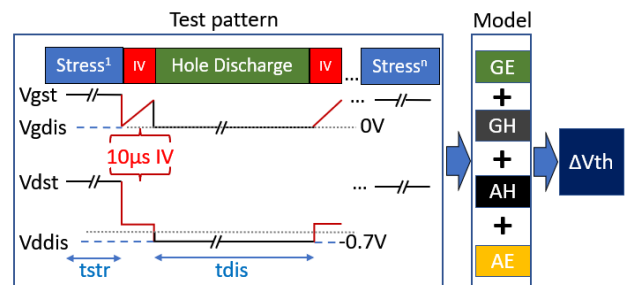 Test pattern
Model
Stress¹ IV Hole Discharge IV ... Stressⁿ
Vgst
...
Vgdis
0V
10µs IV
Vdst
...
Vddis
-0.7V
tstr
tdis
GE
+
GH
+
AH
+
AE
ΔVth